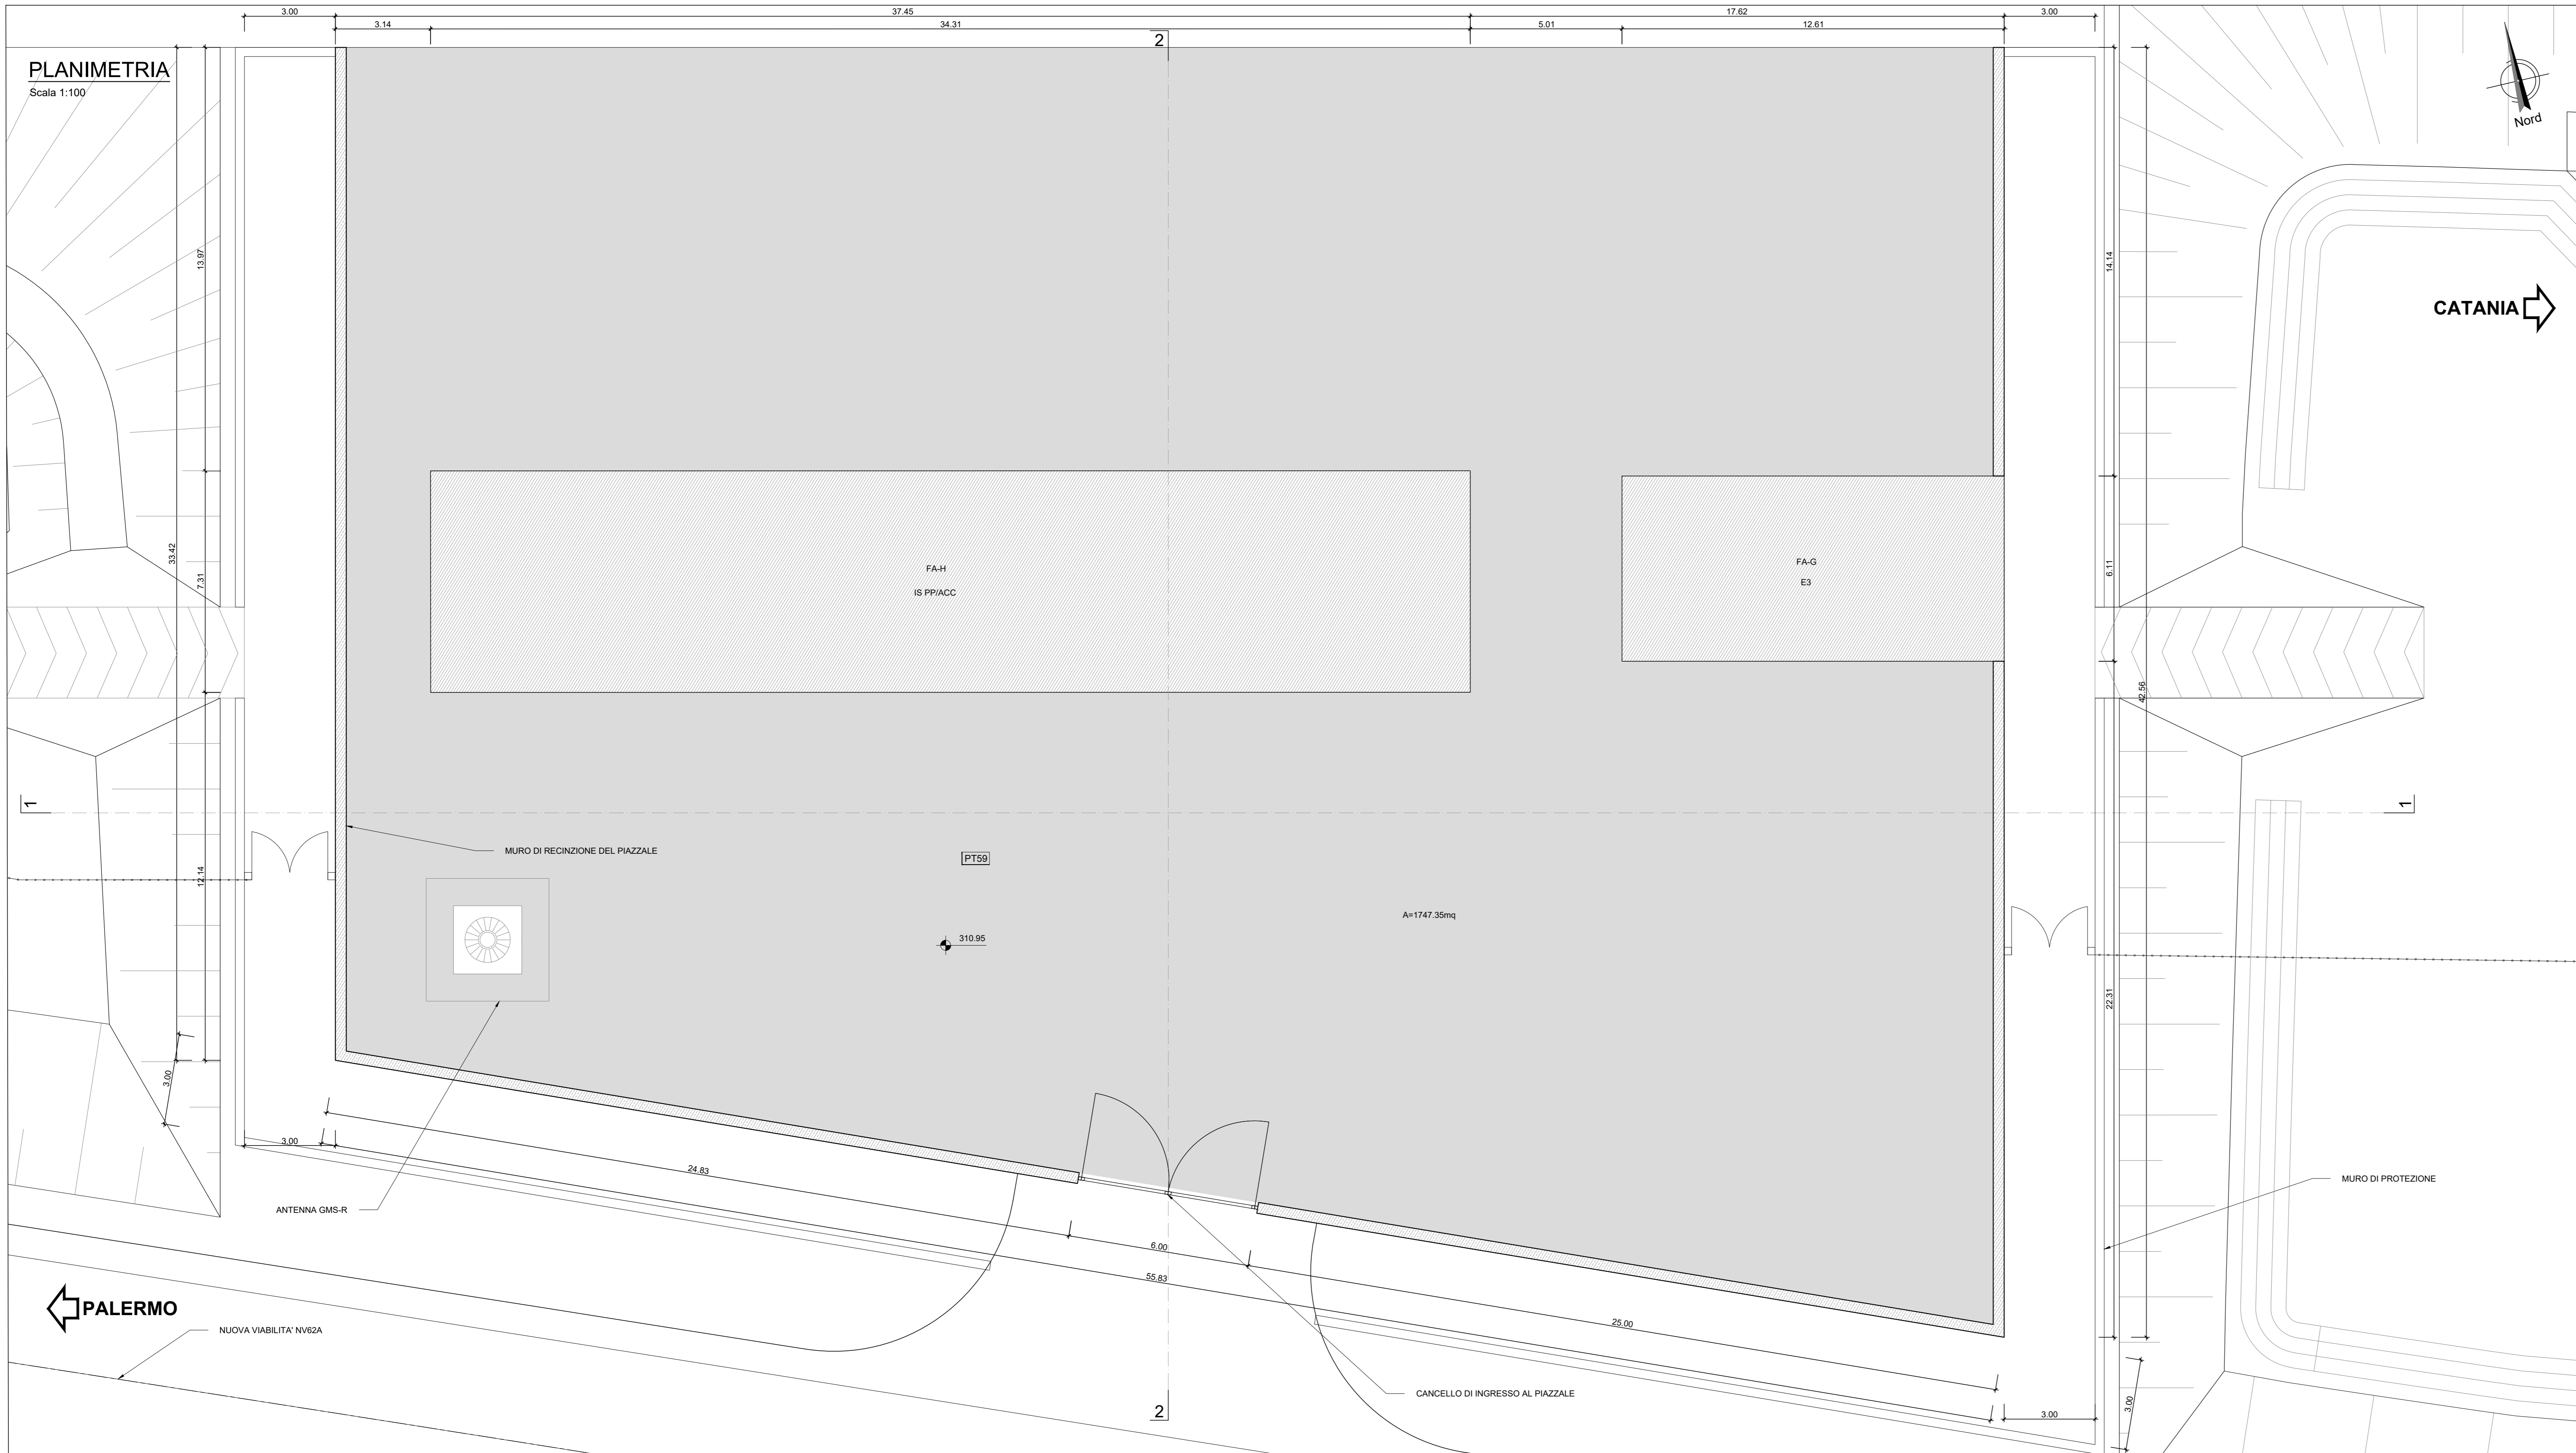 3.00
37.45
17.62
3.00
3.14
34.31
5.01
12.61
2
PLANIMETRIA
Scala 1:100
Nord
13.97
14.14
CATANIA
33.42
7.31
FA-H
IS PP/ACC
FA-G
E3
6.11
42.56
1
1
MURO DI RECINZIONE DEL PIAZZALE
PT59
12.14
A=1747.35mq
310.95
22.31
3.00
3.00
24.83
MURO DI PROTEZIONE
ANTENNA GMS-R
6.00
55.83
PALERMO
25.00
NUOVA VIABILITA' NV62A
CANCELLO DI INGRESSO AL PIAZZALE
3.00
3.00
2